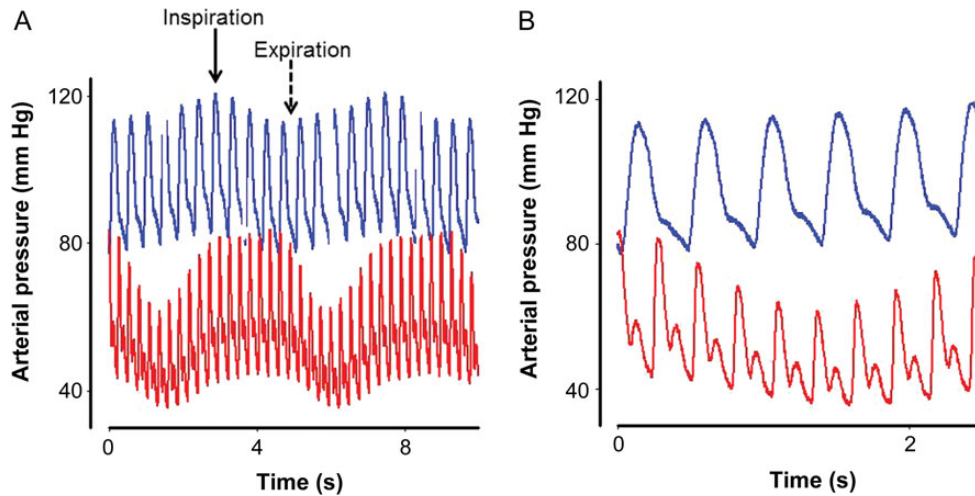 A
Inspiration
Expiration
Arterial pressure (mm Hg)
120
80
40
0
4
8
Time (s)
B
Arterial pressure (mm Hg)
120
80
40
0
2
Time (s)